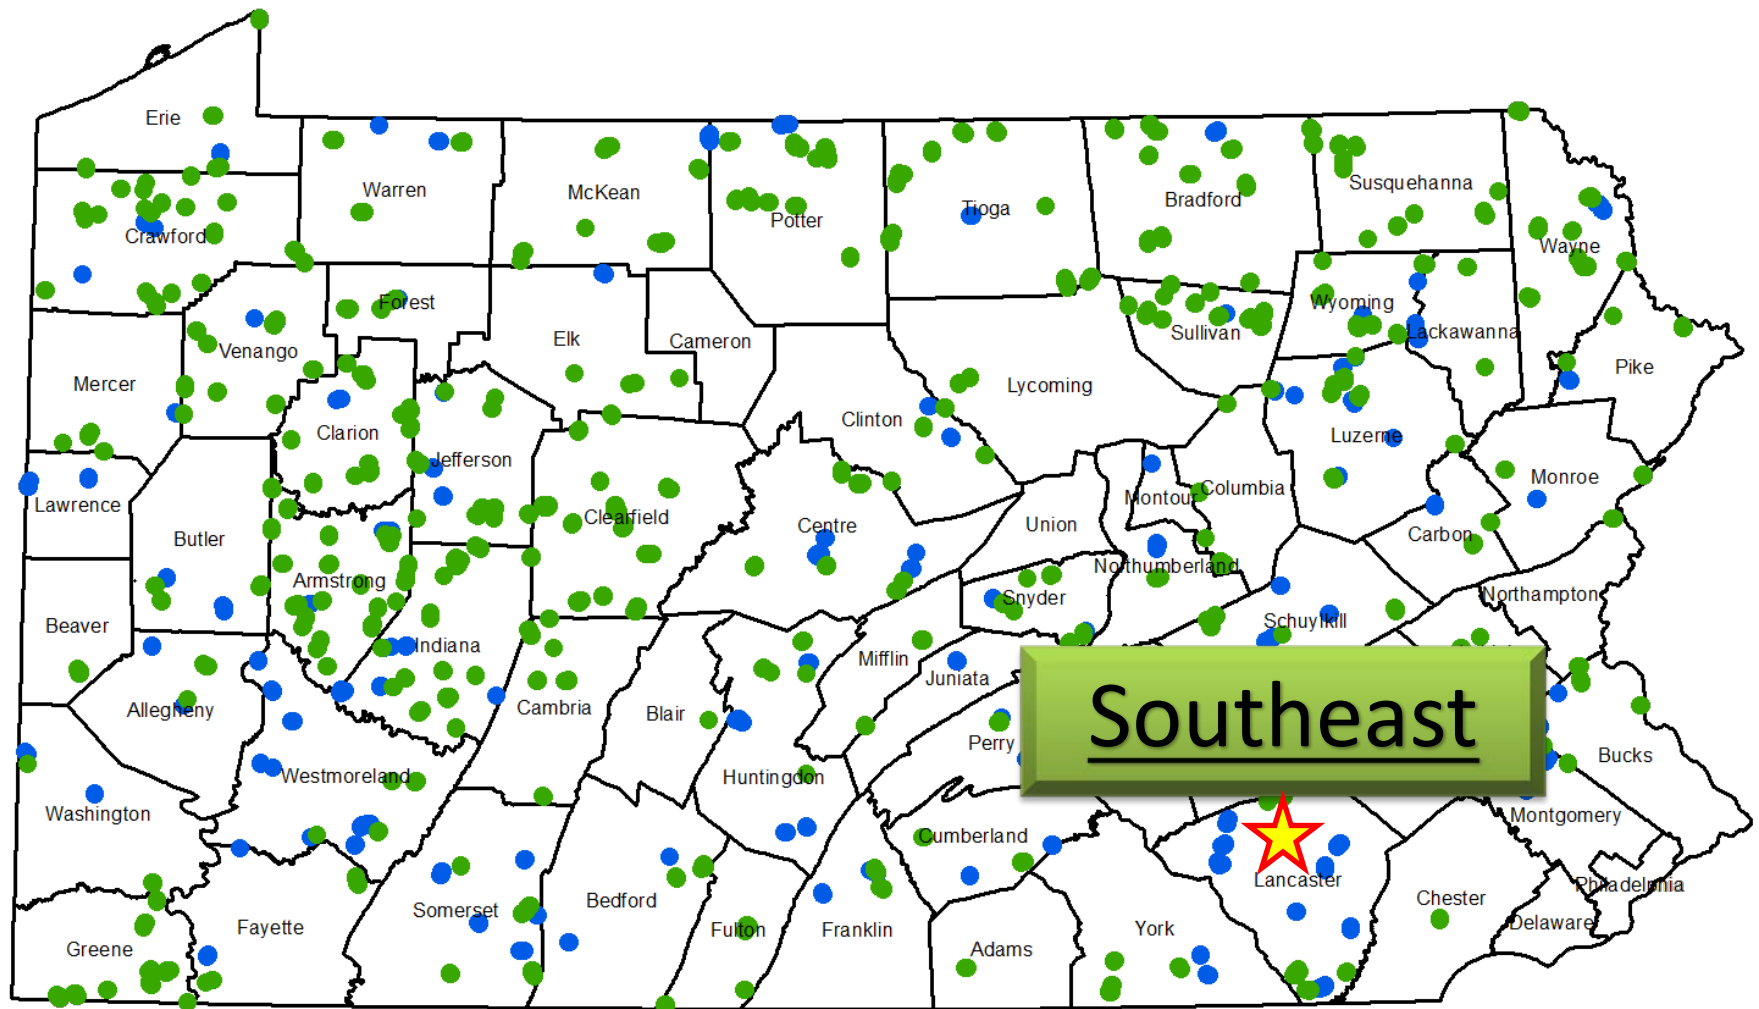 Erie
Warren
McKean
Potter
Tioga
Bradford
Susquehanna
Wayne
Crawford
Forest
Wyoming
Lackawanna
Sullivan
Venango
Elk
Cameron
Mercer
Lycoming
Pike
Clinton
Clarion
Jefferson
Luzerne
Monroe
Lawrence
Montour
Columbia
Clearfield
Centre
Union
Carbon
Butler
Armstrong
Northumberland
Northampton
Snyder
Schuylkill
Beaver
Indiana
Mifflin
Juniata
Allegheny
Cambria
Blair
Southeast
Perry
Bucks
Westmoreland
Huntingdon
Washington
Montgomery
Cumberland
Lancaster
Philadelphia
Chester
Bedford
Somerset
Delaware
Fayette
Fulton
Franklin
York
Greene
Adams